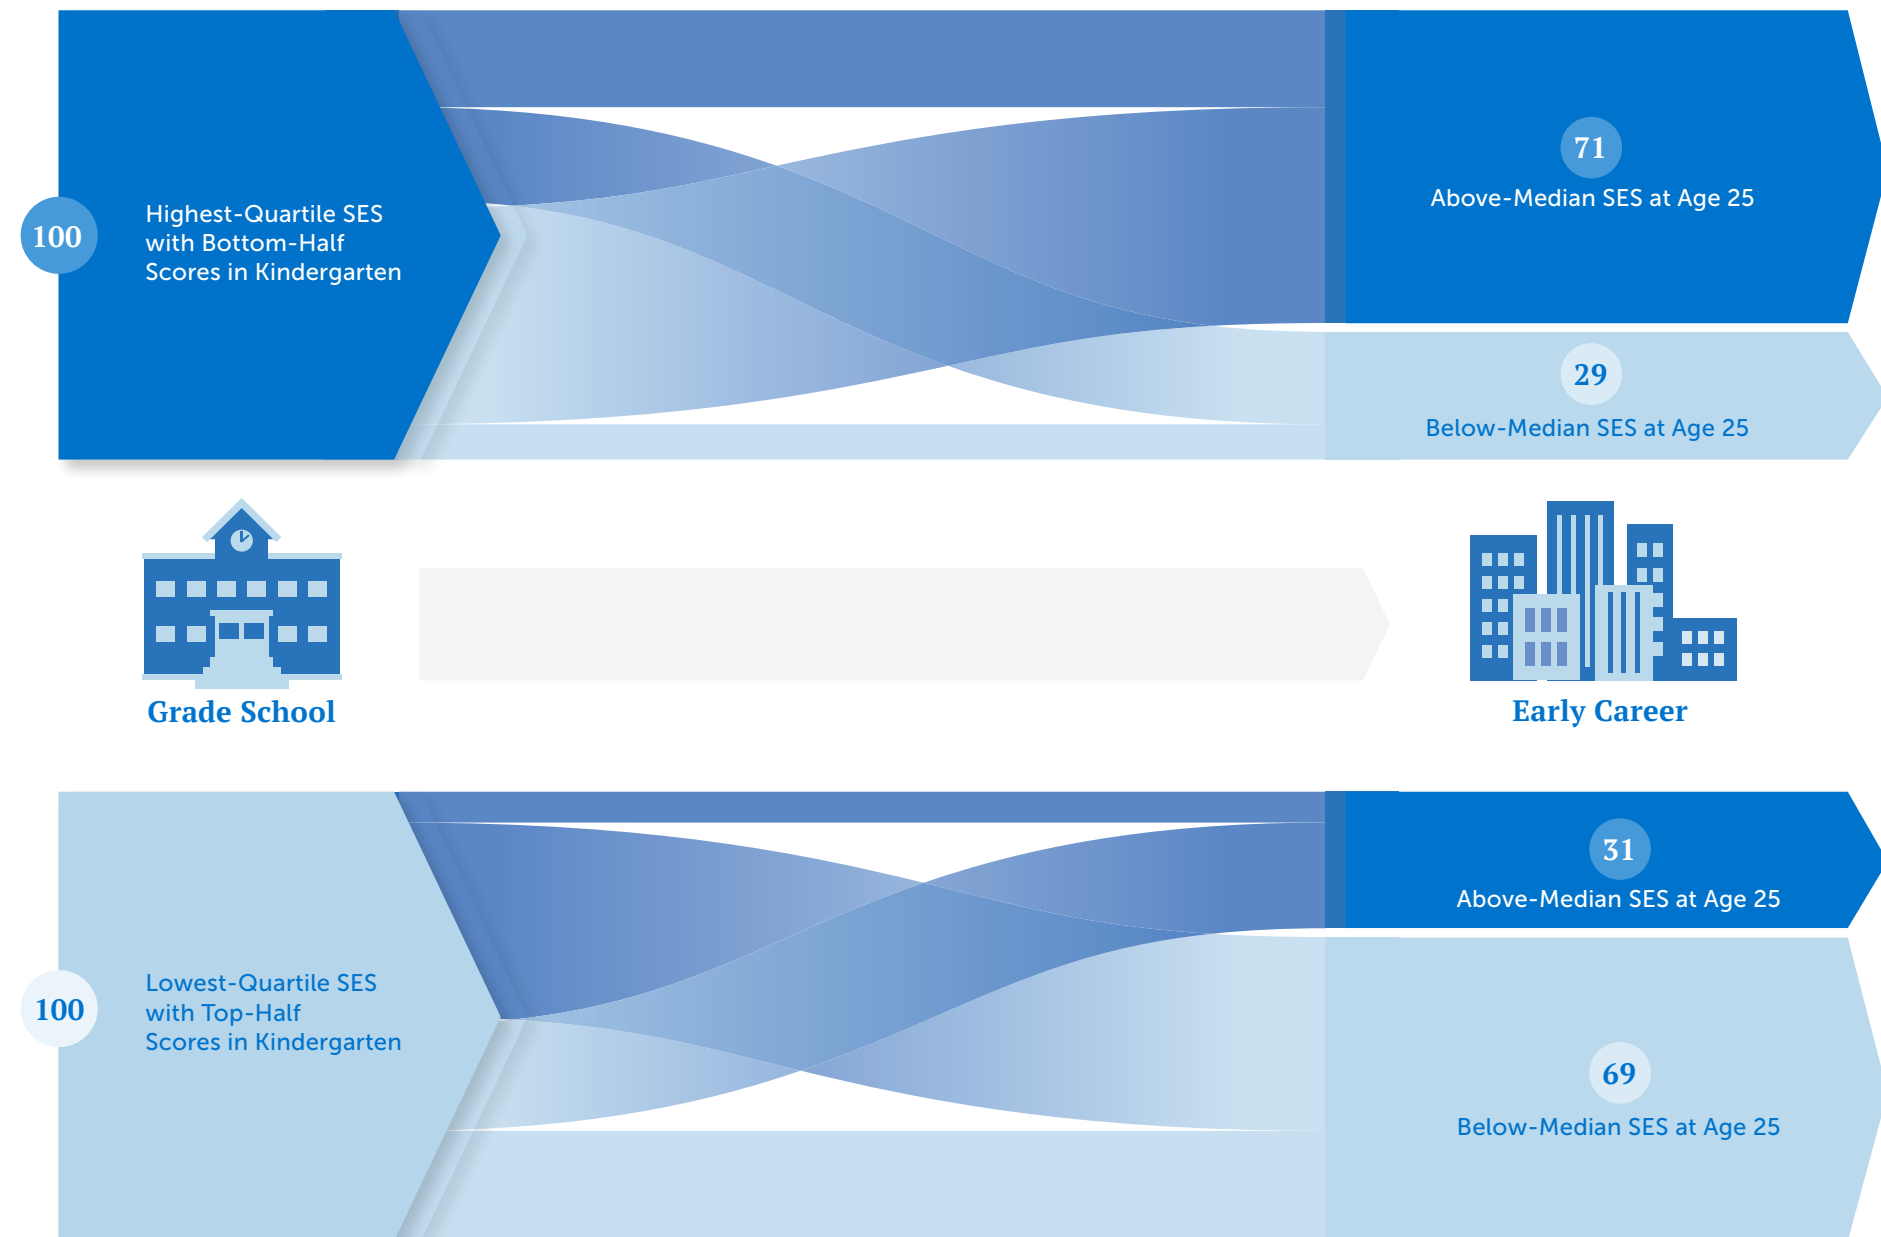 100
Highest-Quartile SES
with Bottom-Half
Scores in Kindergarten
71
Above-Median SES at Age 25
29
Below-Median SES at Age 25
Grade School
Early Career
100
Lowest-Quartile SES
with Top-Half
Scores in Kindergarten
31
Above-Median SES at Age 25
69
Below-Median SES at Age 25